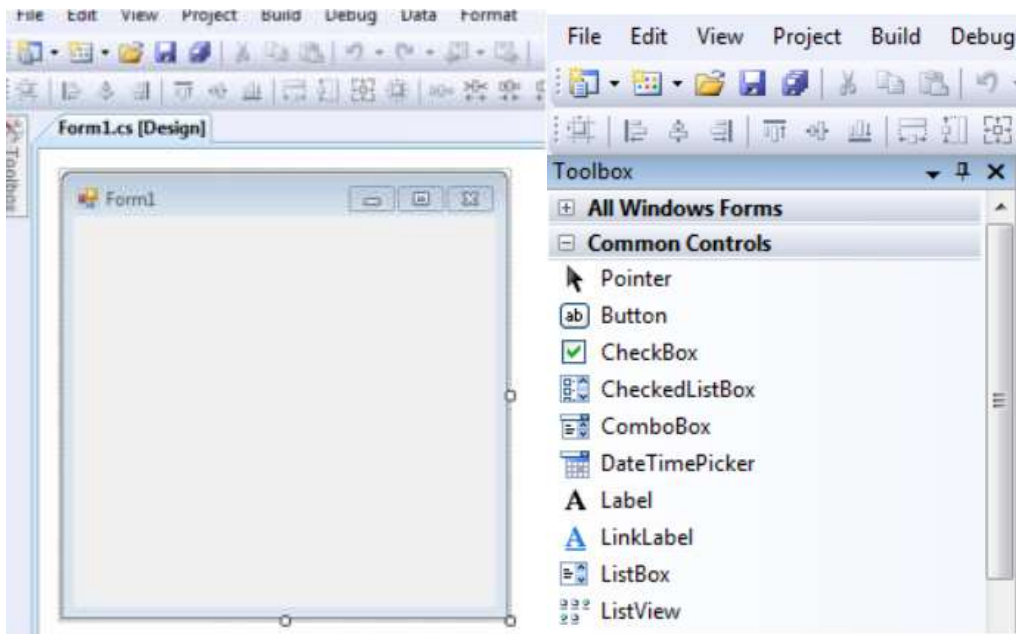 File Edit View Project Build Debug Data Format
Form1.cs [Design]
Toolbox
Form1
File Edit View Project Build Debug
Toolbox
All Windows Forms
Common Controls
Pointer
ab Button
CheckBox
CheckedListBox
ComboBox
DateTimePicker
A Label
A LinkLabel
ListBox
ListView